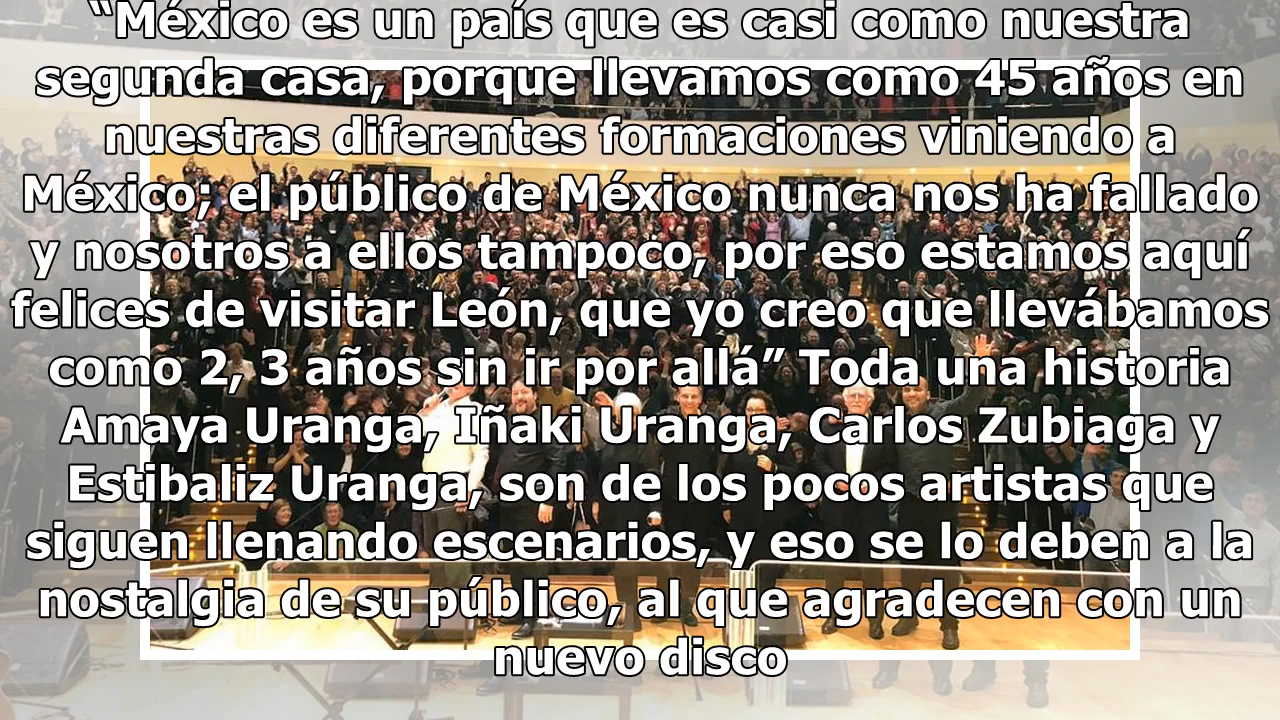 “México es un país que es casi como nuestra
segunda casa, porque llevamos como 45 años en
nuestras diferentes formaciones viniendo a
México; el público de México nunca nos ha fallado
y nosotros a ellos tampoco, por eso estamos aquí
felices de visitar León, que yo creo que llevábamos
como 2, 3 años sin ir por allá” Toda una historia
Amaya Uranga, Iñaki Uranga, Carlos Zubiaga y
Estibaliz Uranga, son de los pocos artistas que
siguen llenando escenarios, y eso se lo deben a la
nostalgia de su público, al que agradecen con un
nuevo disco